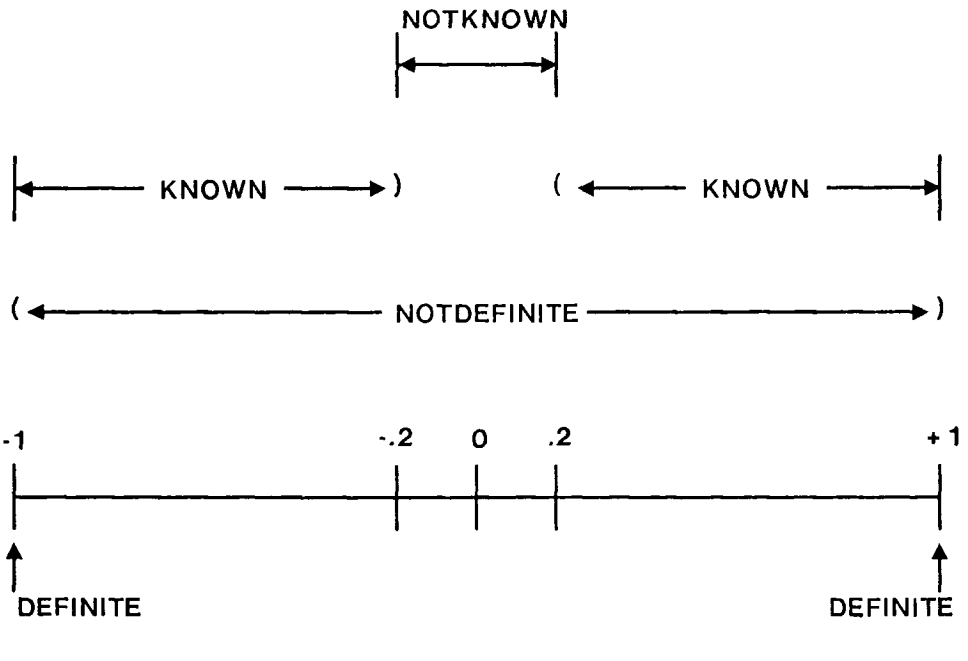 NOTKNOWN
KNOWN ) ( KNOWN
( NOTDEFINITE )
-1 -.2 0 .2 +1
DEFINITE DEFINITE